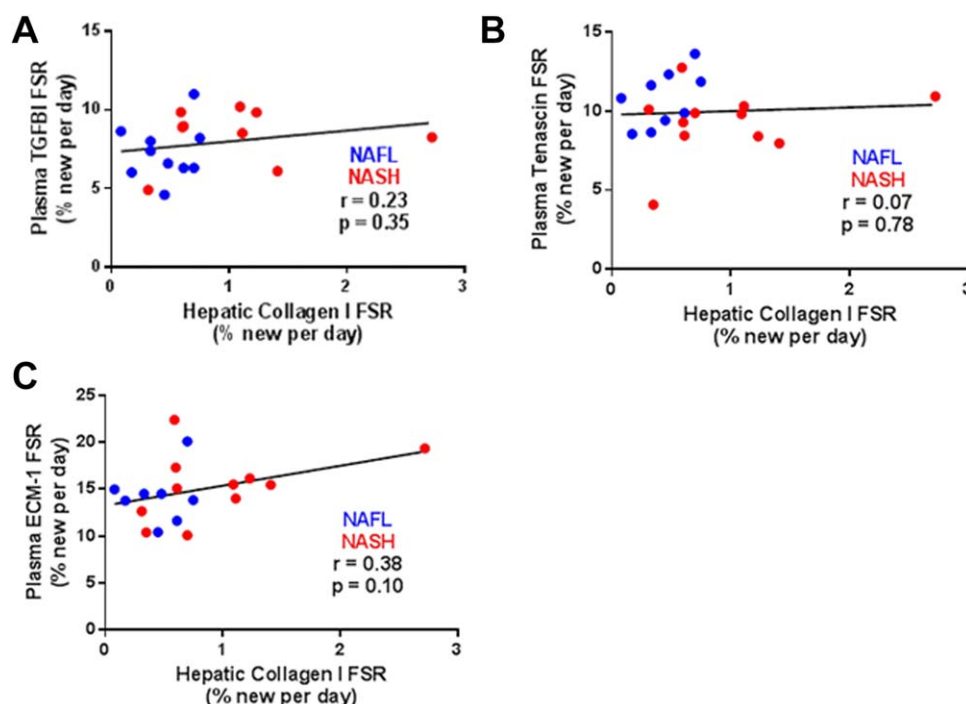 A
Plasma TGFBI FSR
(% new per day)
15
10
5
0
0 1 2 3
NAFL
NASH
r = 0.23
p = 0.35
Hepatic Collagen I FSR
(% new per day)
B
Plasma Tenascin FSR
(% new per day)
15
10
5
0
0 1 2 3
NAFL
NASH
r = 0.07
p = 0.78
Hepatic Collagen I FSR
(% new per day)
C
Plasma ECM-1 FSR
(% new per day)
25
20
15
10
5
0
0 1 2 3
NAFL
NASH
r = 0.38
p = 0.10
Hepatic Collagen I FSR
(% new per day)